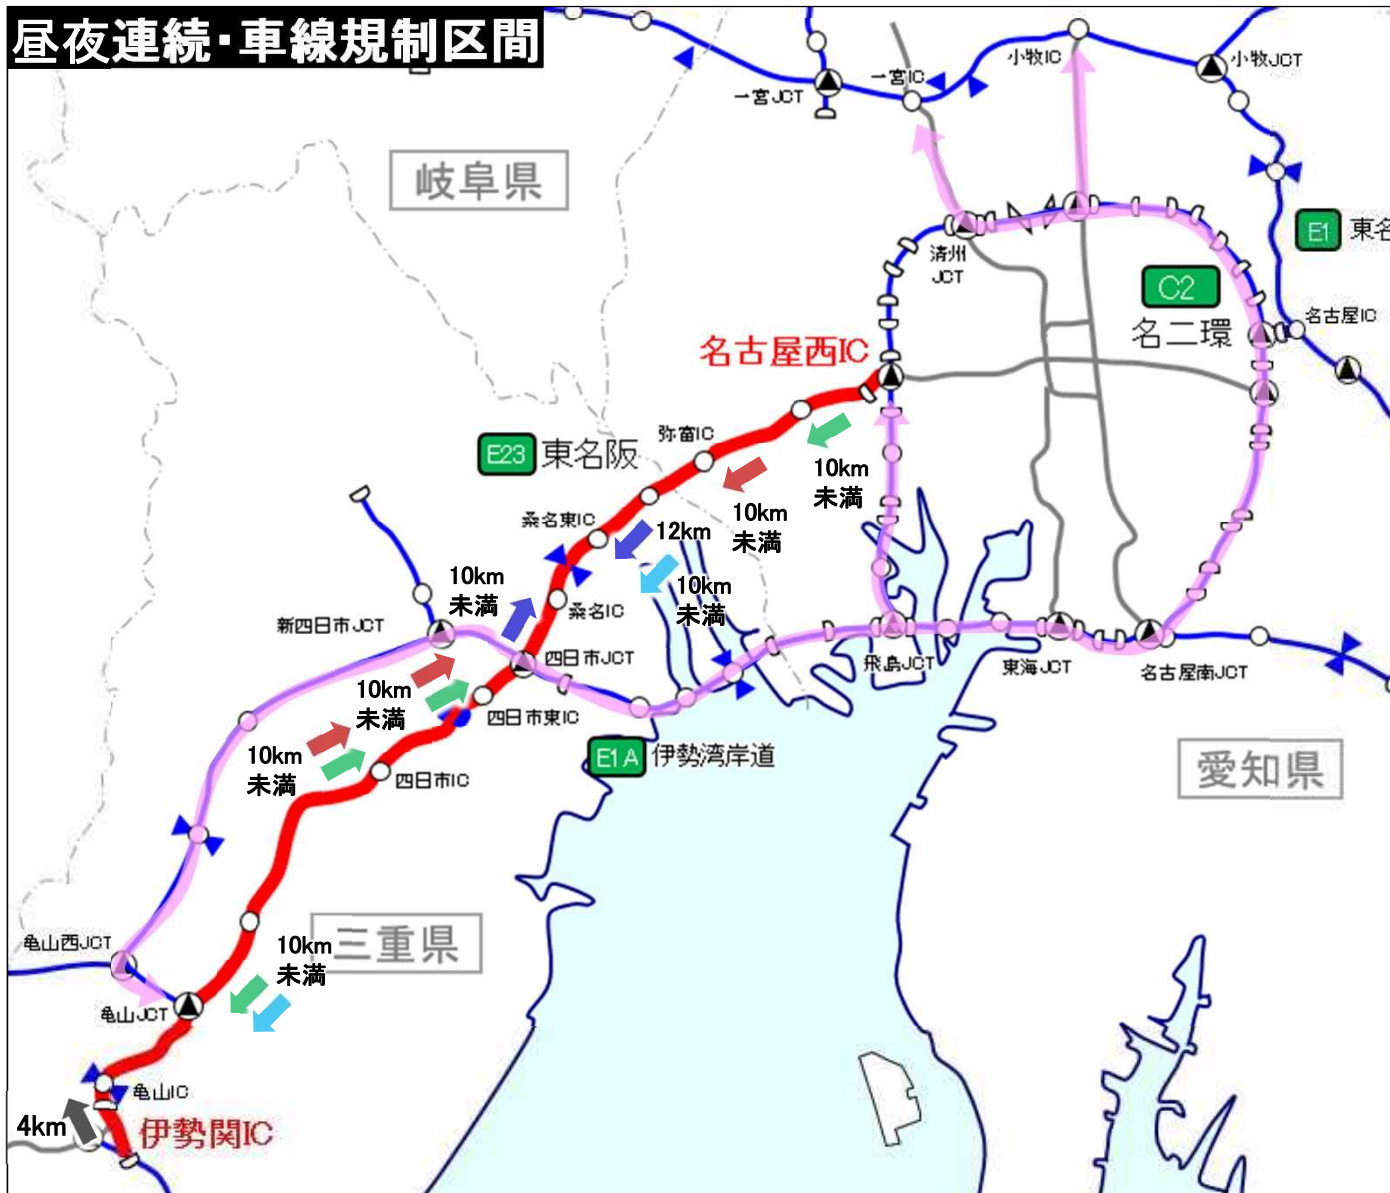 昼夜連続・車線規制区間
小牧IC
小牧JCT
一宮IC
一宮JCT
岐阜県
E1
東名
清州
JCT
C2
名二環
名古屋IC
名古屋西IC
弥富IC
E23
東名阪
10km
未満
10km
未満
桑名東IC
12km
10km
未満
10km
未満
桑名IC
新四日市JCT
四日市JCT
飛島JCT
東海JCT
名古屋南JCT
10km
未満
四日市東IC
10km
未満
E1A
伊勢湾岸道
四日市IC
愛知県
三重県
亀山西JCT
10km
未満
亀山JCT
亀山IC
4km
伊勢関IC